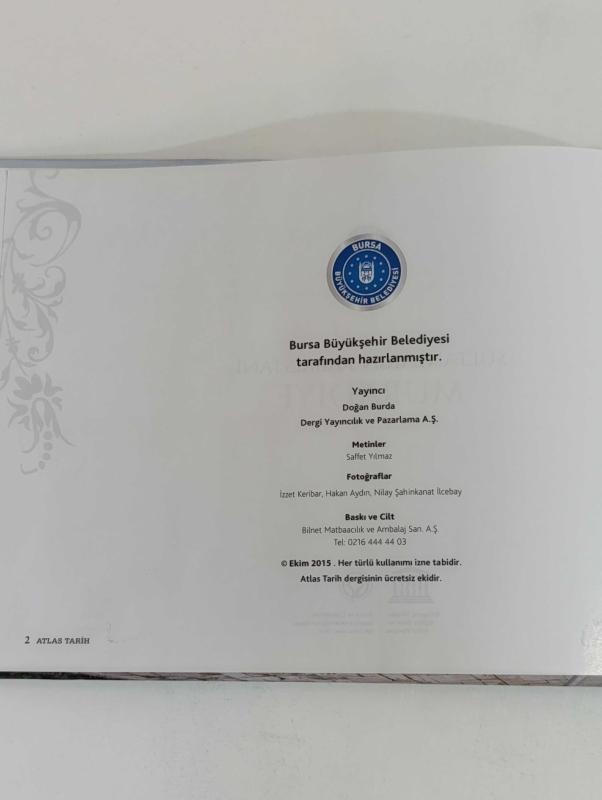 BURSA
BÜYÜKŞEHİR BELEDİYESİ
Bursa Büyükşehir Belediyesi
tarafından hazırlanmıştır.
Yayıncı
Doğan Burda
Dergi Yayıncılık ve Pazarlama A.Ş.
Metinler
Saffet Yılmaz
Fotoğraflar
İzzet Keribar, Hakan Aydın, Nilay Şahinkanat İlcebay
Baskı ve Cilt
Bilnet Matbaacılık ve Ambalaj San. A.Ş.
Tel: 0216 444 44 03
© Ekim 2015 . Her türlü kullanımı izne tabidir.
Atlas Tarih dergisinin ücretsiz ekidir.
2 ATLAS TARİH